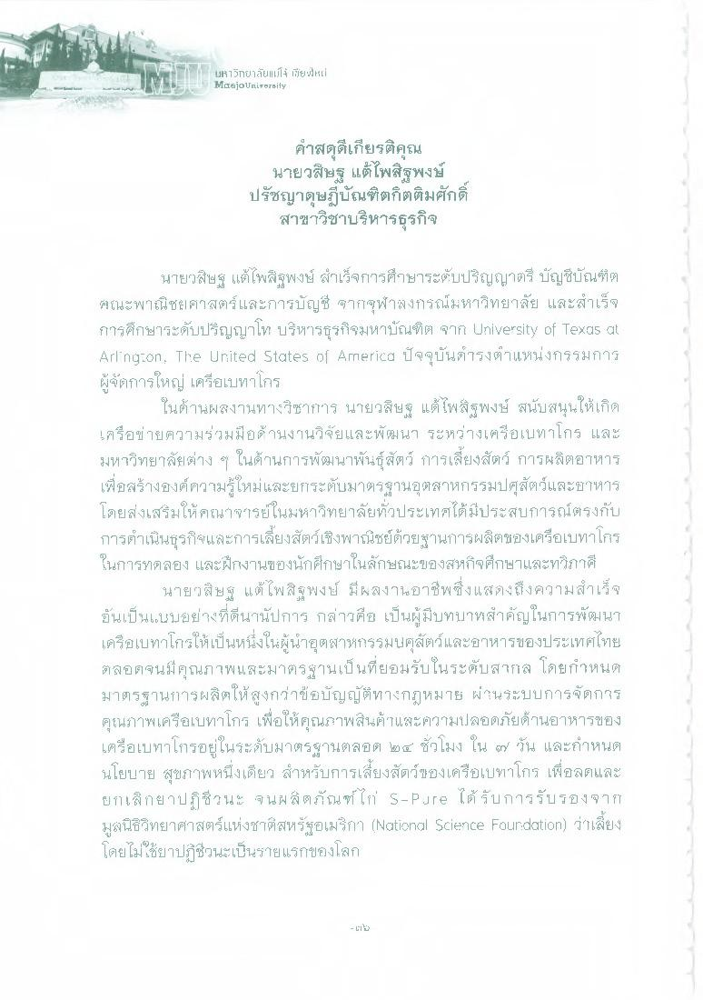 MJU
มหาวิทยาลัยแม่โจ้ เชียงใหม่
Maejo University
คำสดุดีเกียรติคุณ
นายวสิษฐ แต้ไพสิฐพงษ์
ปรัชญาดุษฎีบัณฑิตกิตติมศักดิ์
สาขาวิชาบริหารธุรกิจ
นายวสิษฐ แต้ไพสิฐพงษ์ สำเร็จการศึกษาระดับปริญญาตรี บัญชีบัณฑิต
คณะพาณิชยศาสตร์และการบัญชี จากจุฬาลงกรณ์มหาวิทยาลัย และสำเร็จ
การศึกษาระดับปริญญาโท บริหารธุรกิจมหาบัณฑิต จาก University of Texas at
Arlington, The United States of America ปัจจุบันดำรงตำแหน่งกรรมการ
ผู้จัดการใหญ่ เครือเบทาโกร
ในด้านผลงานทางวิชาการ นายวสิษฐ แต้ไพสิฐพงษ์ สนับสนุนให้เกิด
เครือข่ายความร่วมมือด้านงานวิจัยและพัฒนา ระหว่างเครือเบทาโกร และ
มหาวิทยาลัยต่าง ๆ ในด้านการพัฒนาพันธุ์สัตว์ การเลี้ยงสัตว์ การผลิตอาหาร
เพื่อสร้างองค์ความรู้ใหม่และยกระดับมาตรฐานอุตสาหกรรมปศุสัตว์และอาหาร
โดยส่งเสริมให้คณาจารย์ในมหาวิทยาลัยทั่วประเทศได้มีประสบการณ์ตรงกับ
การดำเนินธุรกิจและการเลี้ยงสัตว์เชิงพาณิชย์ด้วยฐานการผลิตของเครือเบทาโกร
ในการทดลอง และฝึกงานของนักศึกษาในลักษณะของสหกิจศึกษาและทวิภาคี
นายวสิษฐ แต้ไพสิฐพงษ์ มีผลงานอาชีพซึ่งแสดงถึงความสำเร็จ
อันเป็นแบบอย่างที่ดีนานัปการ กล่าวคือ เป็นผู้มีบทบาทสำคัญในการพัฒนา
เครือเบทาโกรให้เป็นหนึ่งในผู้นำอุตสาหกรรมปศุสัตว์และอาหารของประเทศไทย
ตลอดจนมีคุณภาพและมาตรฐานเป็นที่ยอมรับในระดับสากล โดยกำหนด
มาตรฐานการผลิตให้สูงกว่าข้อบัญญัติทางกฎหมาย ผ่านระบบการจัดการ
คุณภาพเครือเบทาโกร เพื่อให้คุณภาพสินค้าและความปลอดภัยด้านอาหารของ
เครือเบทาโกรอยู่ในระดับมาตรฐานตลอด ๒๔ ชั่วโมง ใน ๗ วัน และกำหนด
นโยบาย สุขภาพหนึ่งเดียว สำหรับการเลี้ยงสัตว์ของเครือเบทาโกร เพื่อลดและ
ยกเลิกยาปฏิชีวนะ จนผลิตภัณฑ์ไก่ S-Pure ได้รับการรับรองจาก
มูลนิธิวิทยาศาสตร์แห่งชาติสหรัฐอเมริกา (National Science Foundation) ว่าเลี้ยง
โดยไม่ใช้ยาปฏิชีวนะเป็นรายแรกของโลก
-๓๖-